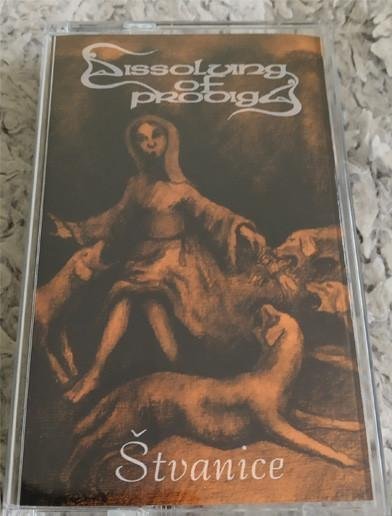 Dissolving
of
Prodigy
Štvanice